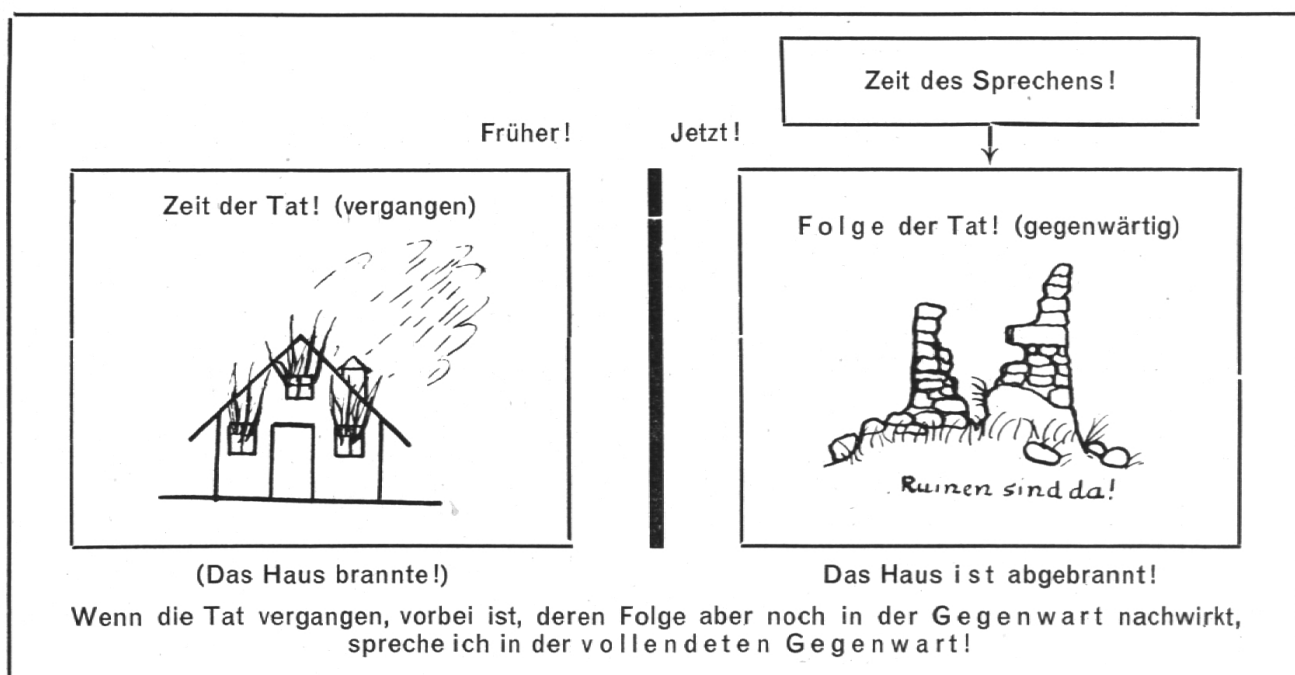 Zeit des Sprechens!
Früher! Jetzt!
Zeit der Tat! (vergangen)
Folge der Tat! (gegenwärtig)
Ruinen sind da!
(Das Haus brannte!)
Das Haus ist abgebrannt!
Wenn die Tat vergangen, vorbei ist, deren Folge aber noch in der Gegenwart nachwirkt,
spreche ich in der vollendeten Gegenwart!